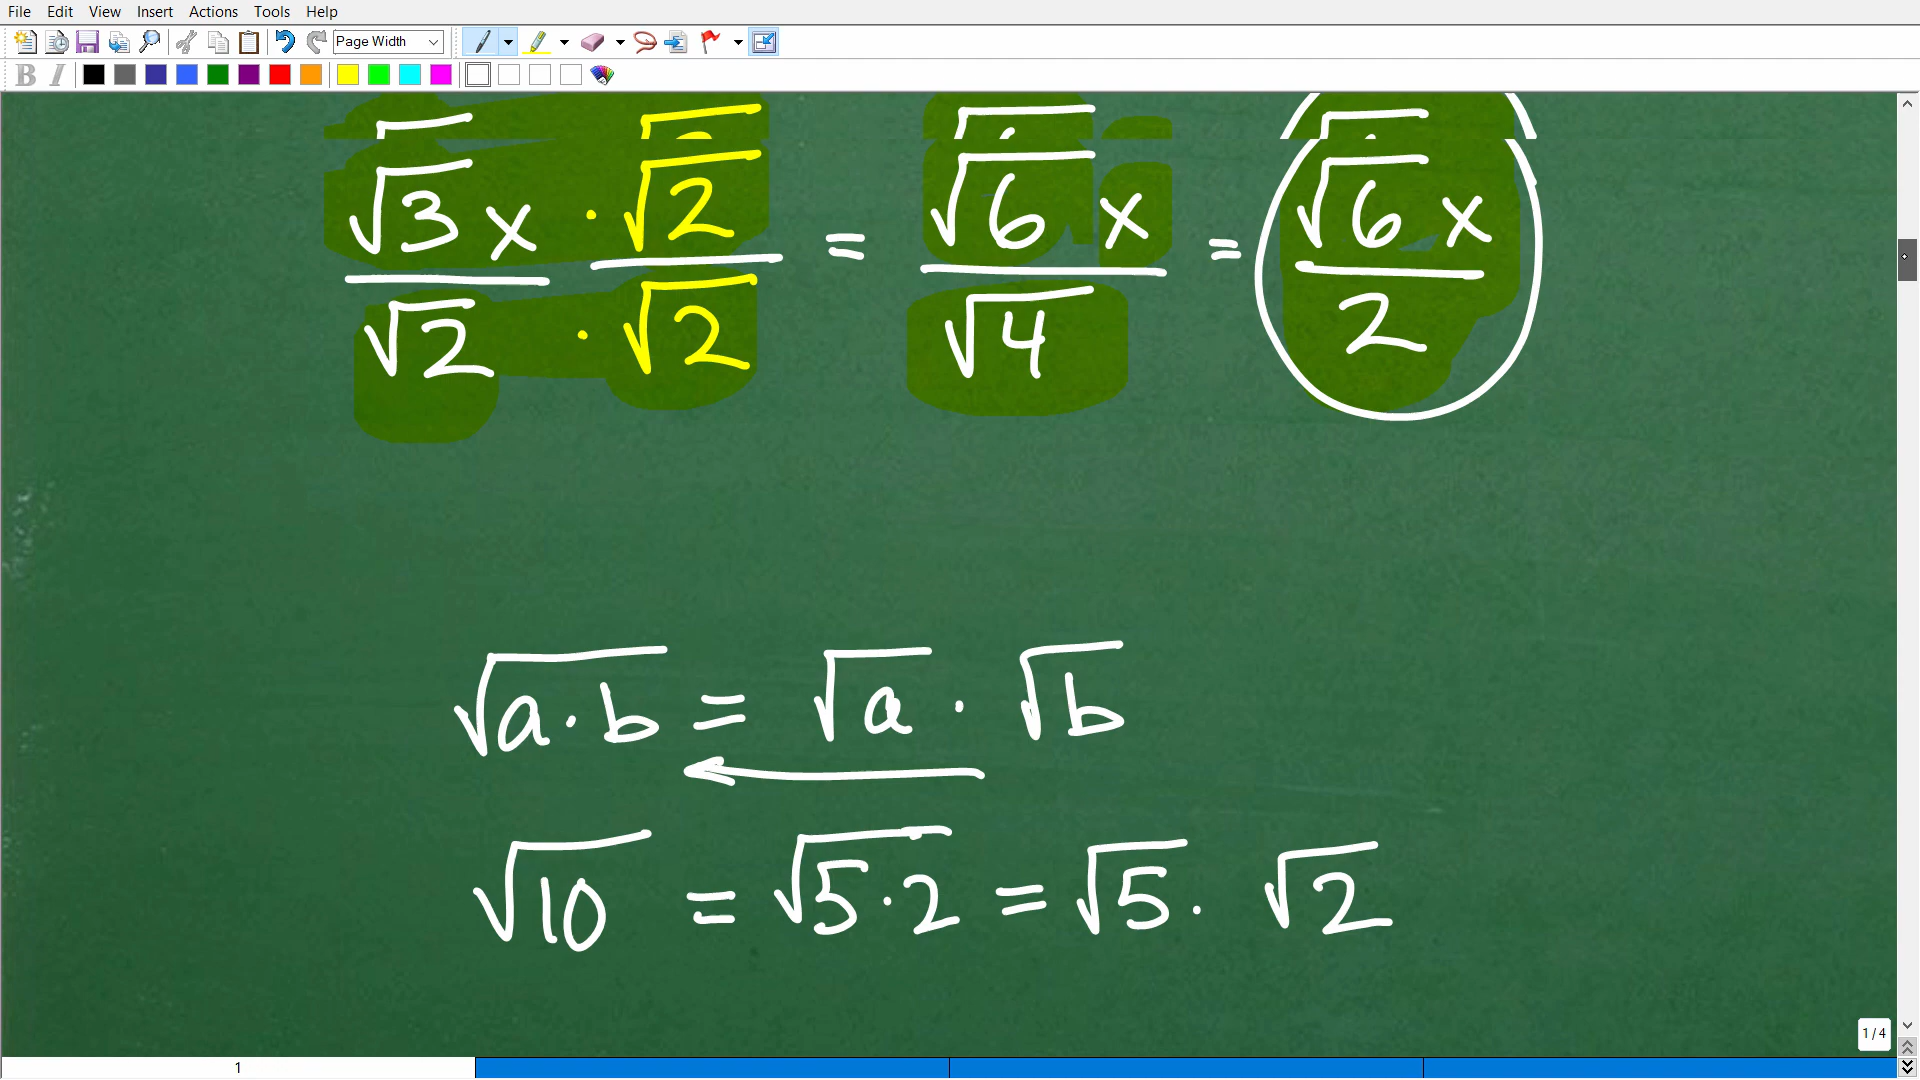 File Edit View Insert Actions Tools Help
Page Width
B I
√3 x · √2 / √2 · √2 = √6 x / √4 = √6 x / 2
√a·b = √a · √b
√10 = √5·2 = √5 · √2
1 / 4
1